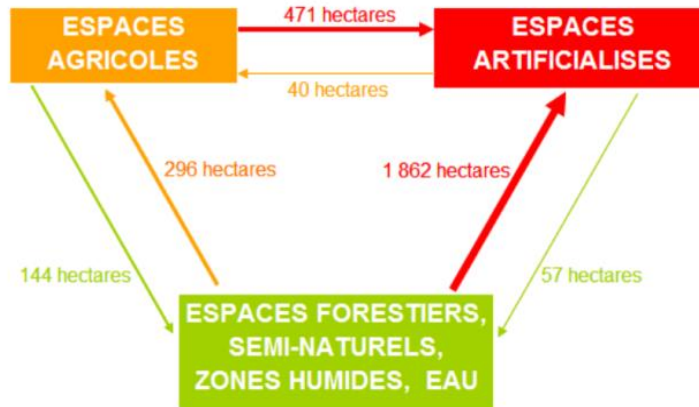 ESPACES
AGRICOLES
471 hectares
ESPACES
ARTIFICIALISES
40 hectares
296 hectares
1 862 hectares
144 hectares
57 hectares
ESPACES FORESTIERS,
SEMI-NATURELS,
ZONES HUMIDES, EAU